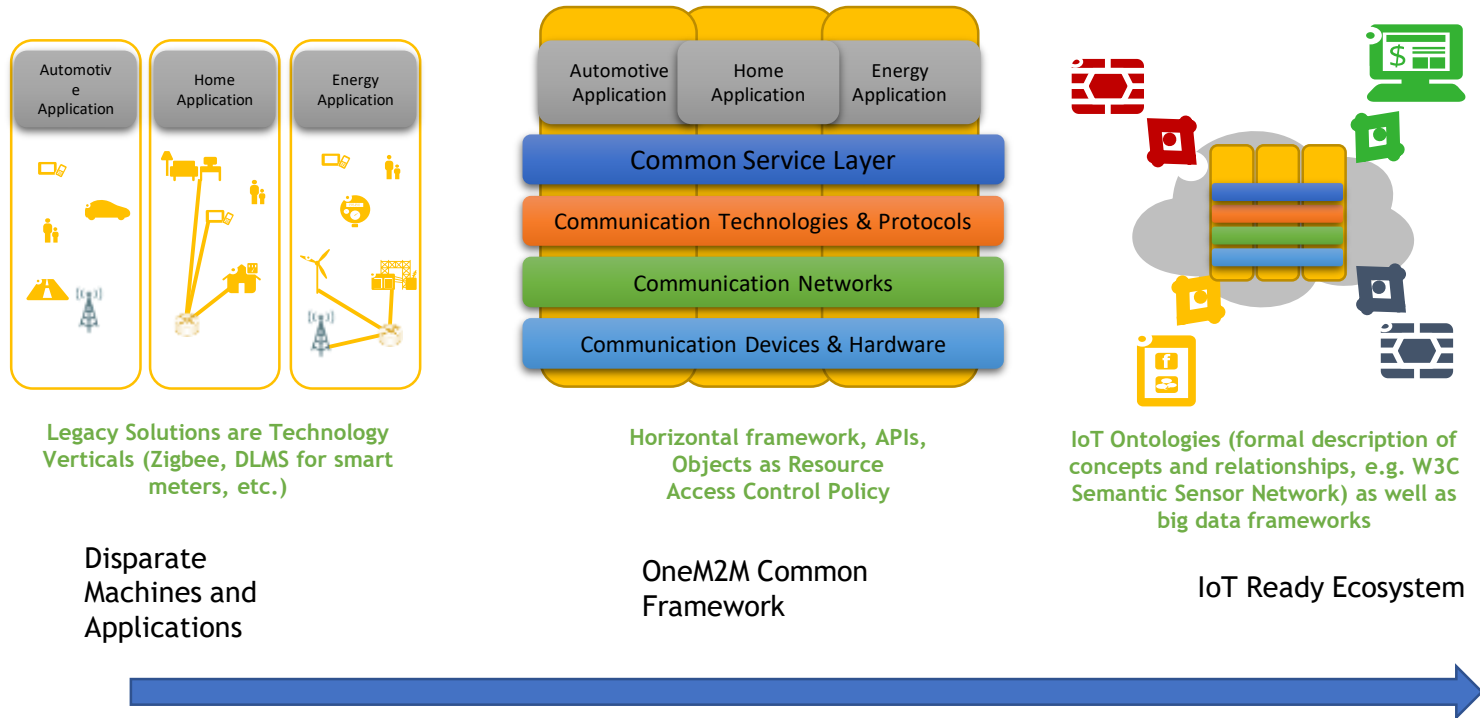 Automotiv
e
Application
Home
Application
Energy
Application
Legacy Solutions are Technology
Verticals (Zigbee, DLMS for smart
meters, etc.)
Disparate
Machines and
Applications
Automotive
Application
Home
Application
Energy
Application
Common Service Layer
Communication Technologies & Protocols
Communication Networks
Communication Devices & Hardware
Horizontal framework, APIs,
Objects as Resource
Access Control Policy
OneM2M Common
Framework
$
f
IoT Ontologies (formal description of
concepts and relationships, e.g. W3C
Semantic Sensor Network) as well as
big data frameworks
IoT Ready Ecosystem